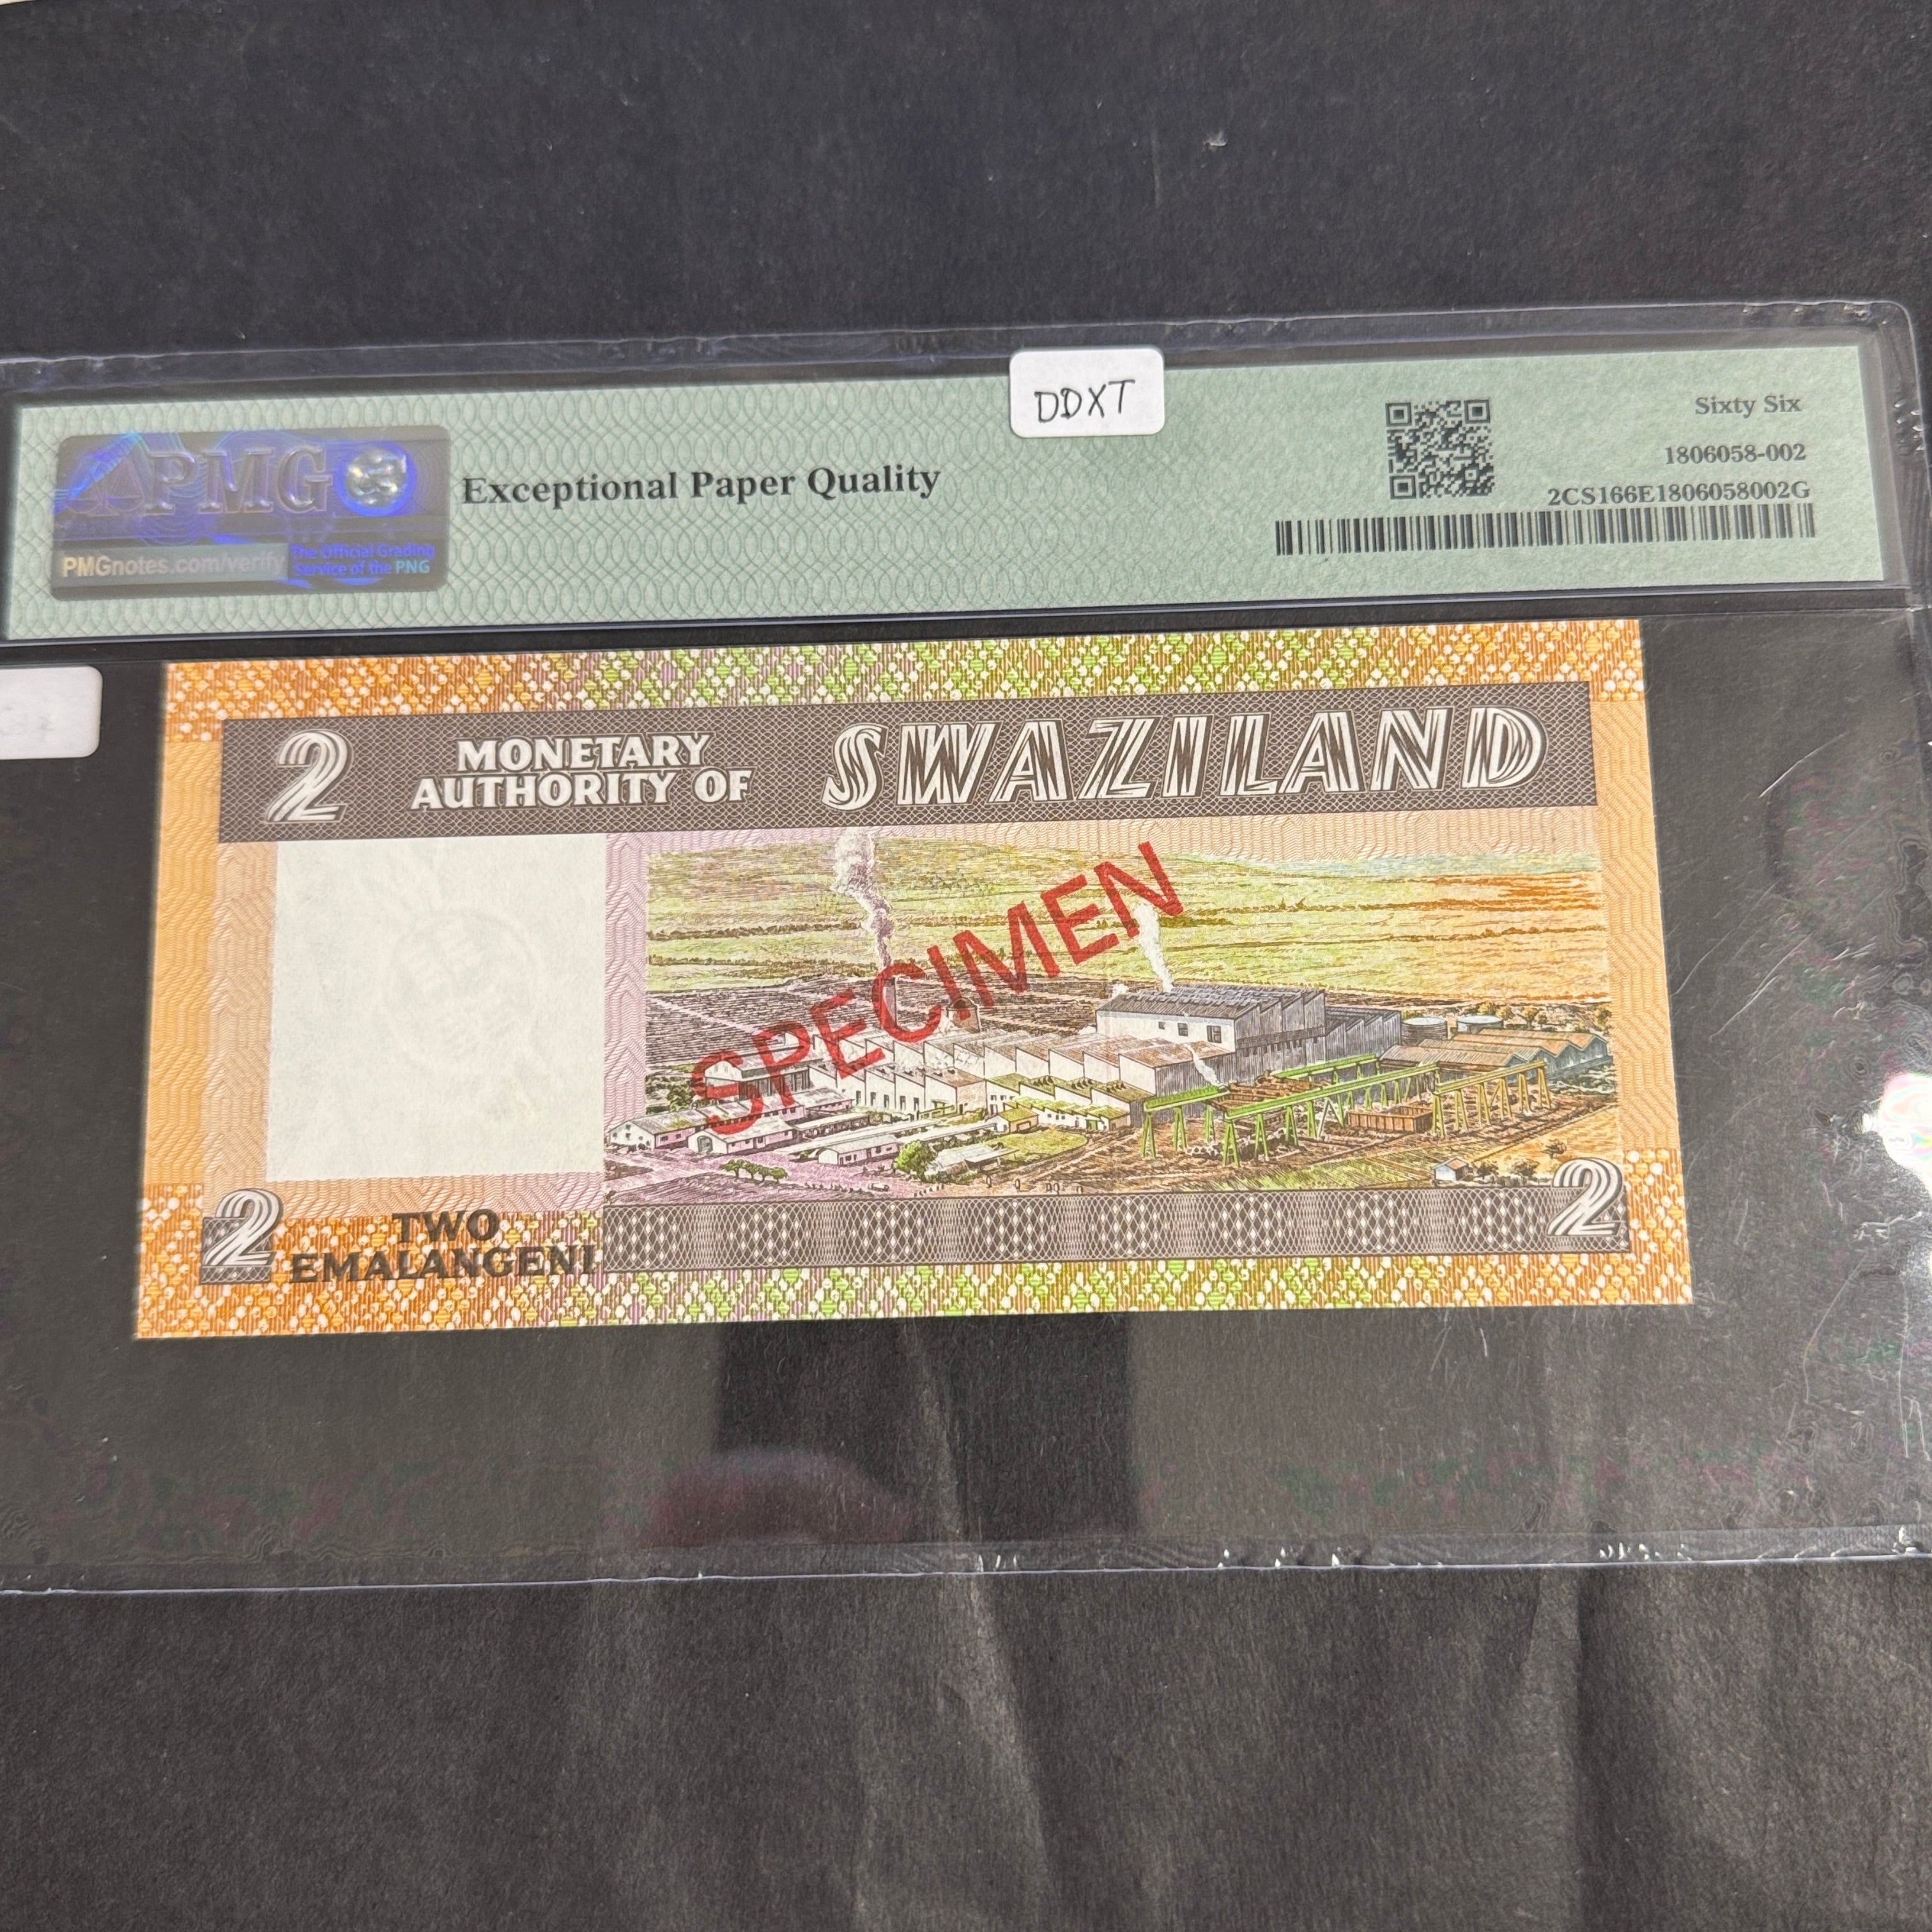 DDXT
PMG
PMGnotes.com/verify
The Official Grading
Service of the PNG
Exceptional Paper Quality
Sixty Six
1806058-002
2CS166E1806058002G
2 MONETARY
AUTHORITY OF SWAZILAND
SPECIMEN
2 TWO
EMALANGENI
2